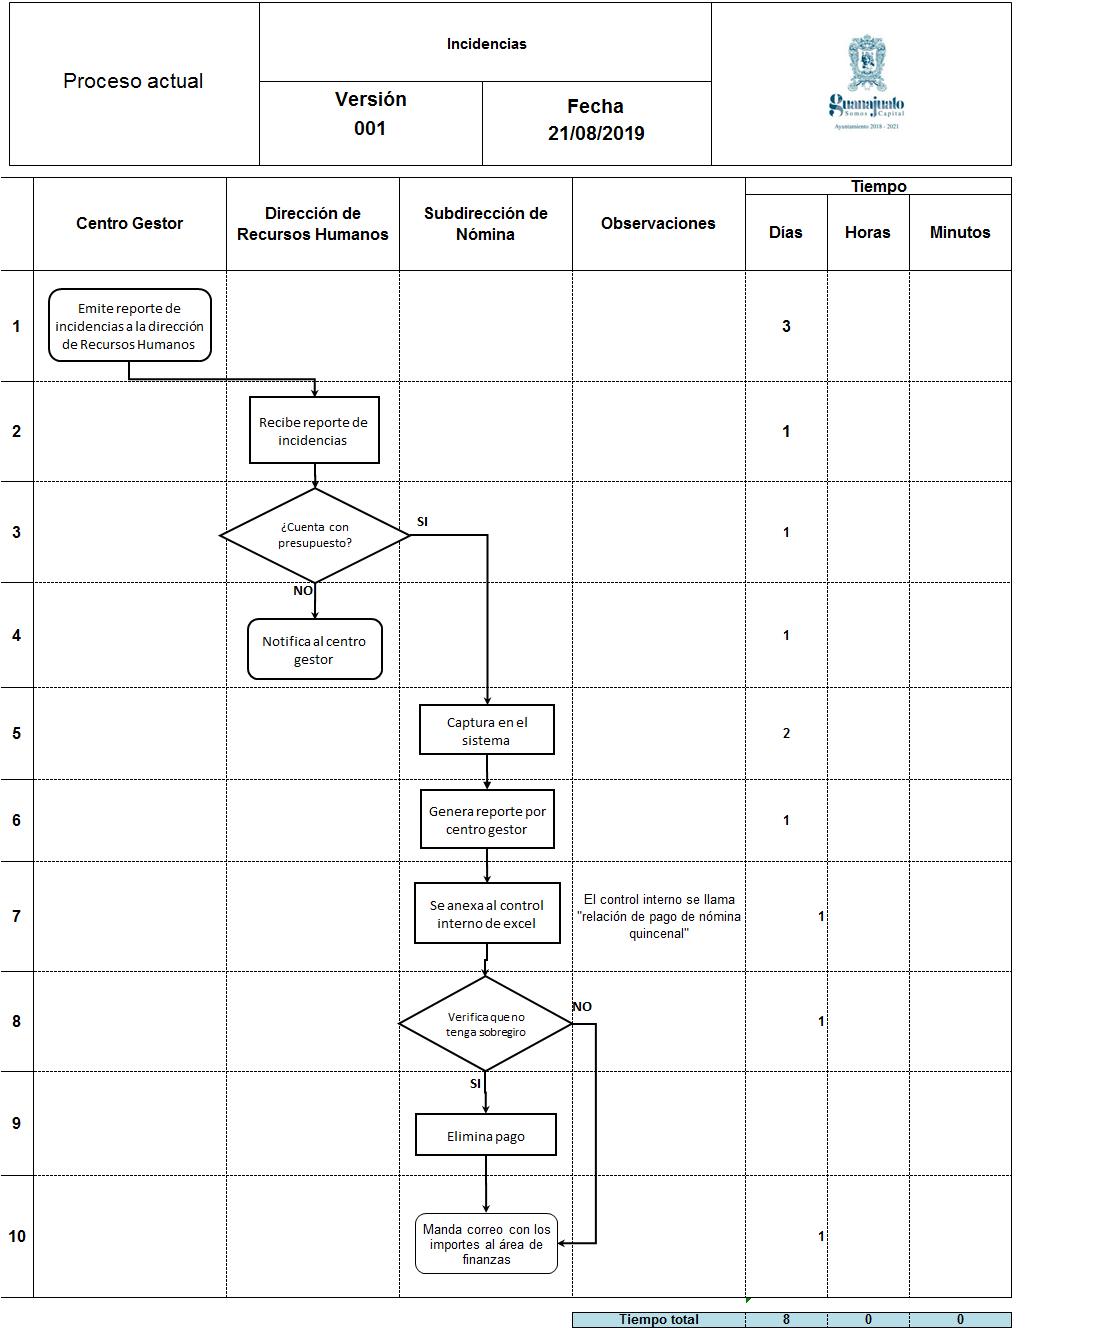 Proceso actual
Incidencias
Versión
001
Fecha
21/08/2019
guanajuato
Somos Capital
Ayuntamiento 2018 - 2021
Centro Gestor
Dirección de
Recursos Humanos
Subdirección de
Nómina
Observaciones
Tiempo
Días
Horas
Minutos
1
Emite reporte de
incidencias a la dirección
de Recursos Humanos
3
2
Recibe reporte de
incidencias
1
3
¿Cuenta con
presupuesto?
SI
1
NO
4
Notifica al centro
gestor
1
5
Captura en el
sistema
2
6
Genera reporte por
centro gestor
1
7
Se anexa al control
interno de excel
El control interno se llama
"relación de pago de nómina
quincenal"
1
8
Verifica que no
tenga sobregiro
NO
1
SI
9
Elimina pago
10
Manda correo con los
importes al área de
finanzas
1
Tiempo total
8
0
0